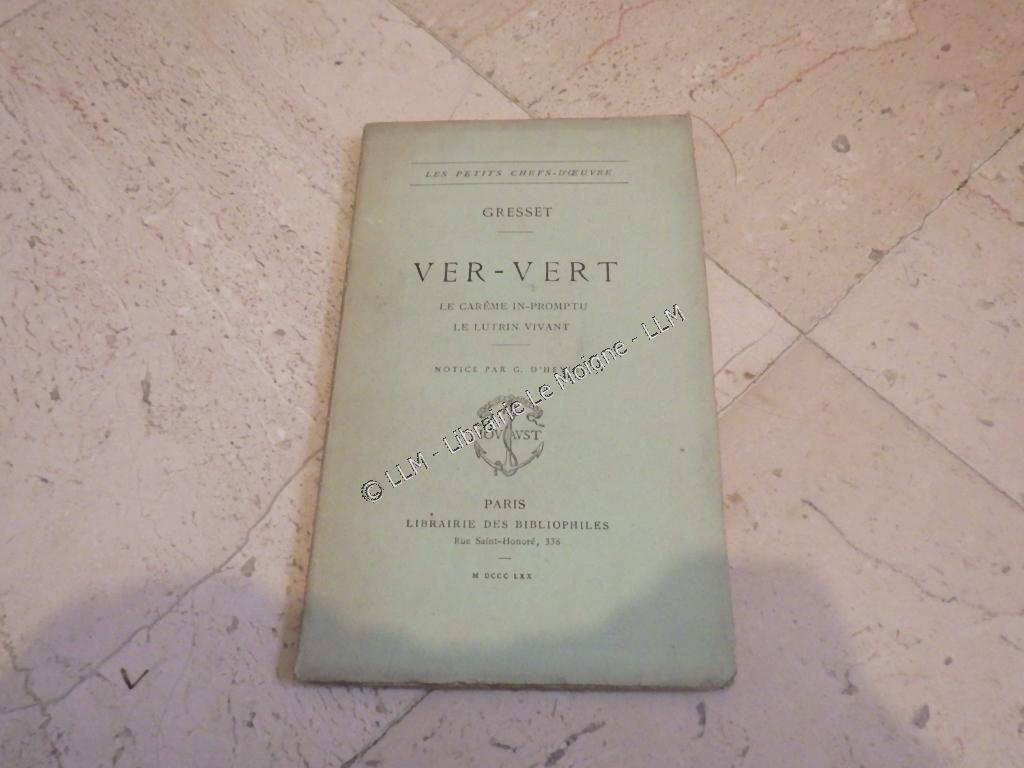 LES PETITS CHEFS-D'ŒUVRE
GRESSET
VER-VERT
LE CARÊME IN-PROMPTU
LE LUTRIN VIVANT
NOTICE PAR G.
© LLM - Librairie Le Moigne - LLM
PARIS
LIBRAIRIE DES BIBLIOPHILES
Rue Saint-Honoré, 338
M DCCC LXX